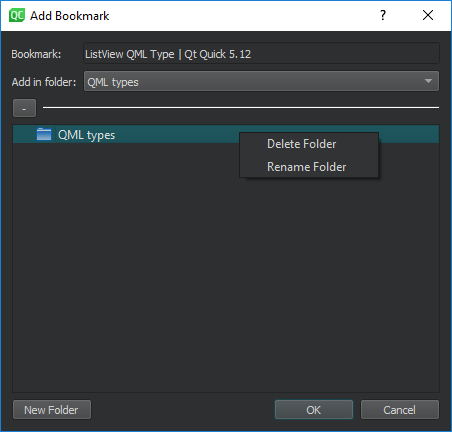 QC Add Bookmark ?
Bookmark: ListView QML Type | Qt Quick 5.12
Add in folder: QML types
-
QML types
Delete Folder
Rename Folder
New Folder OK Cancel